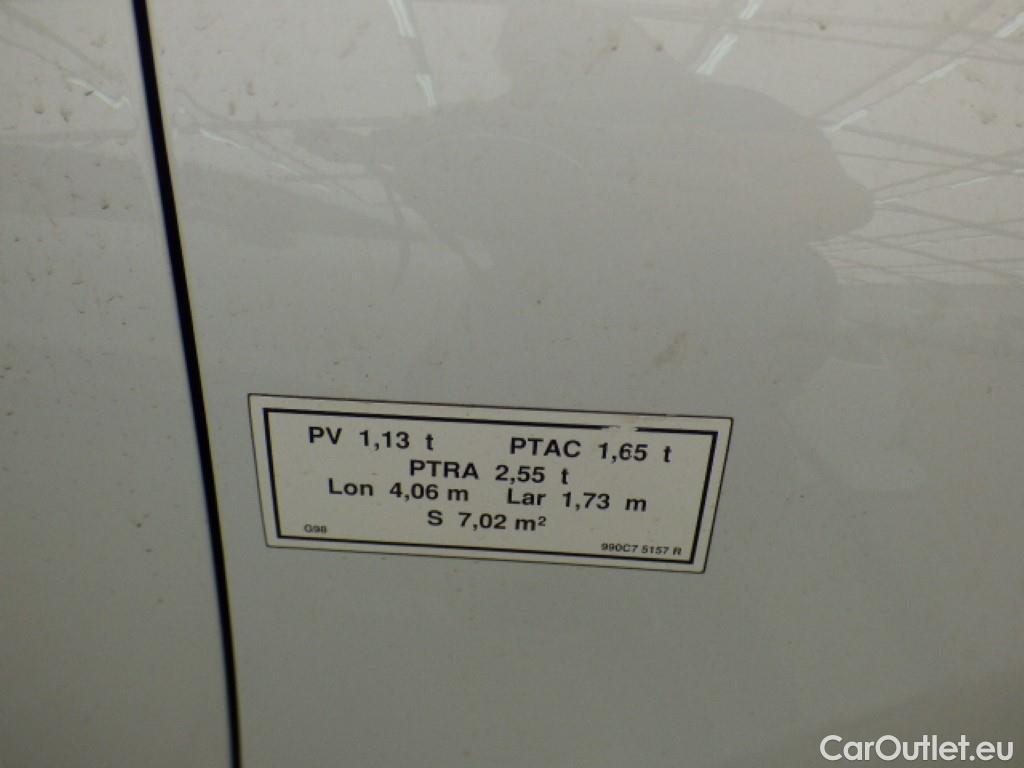 PV 1,13 t PTAC 1,65 t
PTRA 2,55 t
Lon 4,06 m Lar 1,73 m
S 7,02 m²
G98 990C7 5157 R
CarOutlet.eu